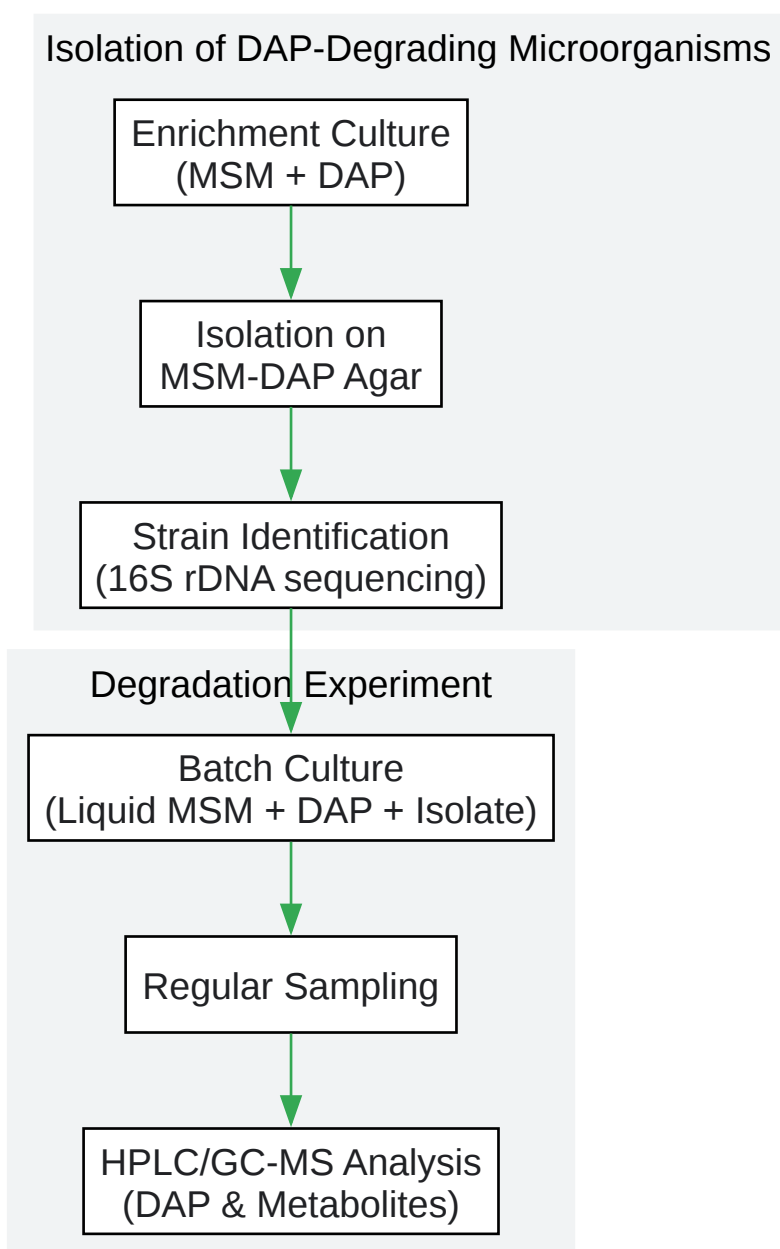 Isolation of DAP-Degrading Microorganisms
Enrichment Culture
(MSM + DAP)
Isolation on
MSM-DAP Agar
Strain Identification
(16S rDNA sequencing)
Degradation Experiment
Batch Culture
(Liquid MSM + DAP + Isolate)
Regular Sampling
HPLC/GC-MS Analysis
(DAP & Metabolites)